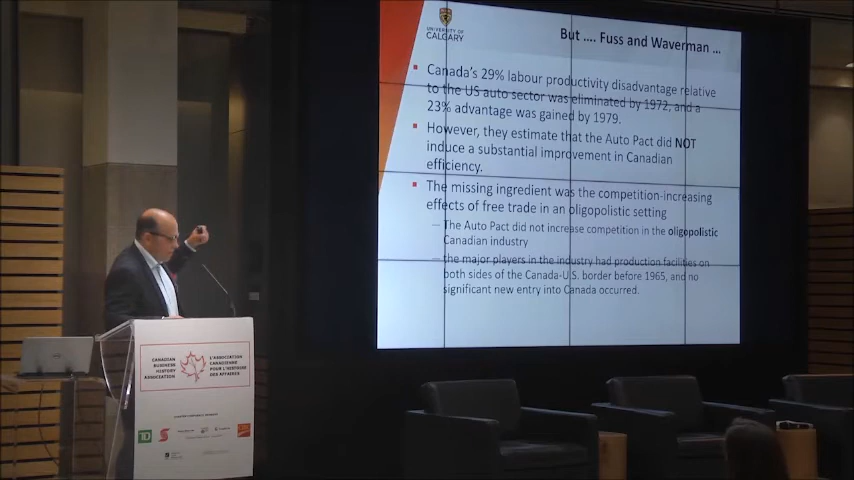 UNIVERSITY OF
CALGARY
But .... Fuss and Waverman ...
Canada's 29% labour productivity disadvantage relative
to the US auto sector was eliminated by 1972, and a
23% advantage was gained by 1979.
However, they estimate that the Auto Pact did NOT
induce a substantial improvement in Canadian
efficiency.
The missing ingredient was the competition-increasing
effects of free trade in an oligopolistic setting
– The Auto Pact did not increase competition in the oligopolistic
Canadian industry
– the major players in the industry had production facilities on
both sides of the Canada-U.S. border before 1965, and no
significant new entry into Canada occurred.
CANADIAN
BUSINESS
HISTORY
ASSOCIATION
L'ASSOCIATION
CANADIENNE
POUR L'HISTOIRE
DES AFFAIRES
TD